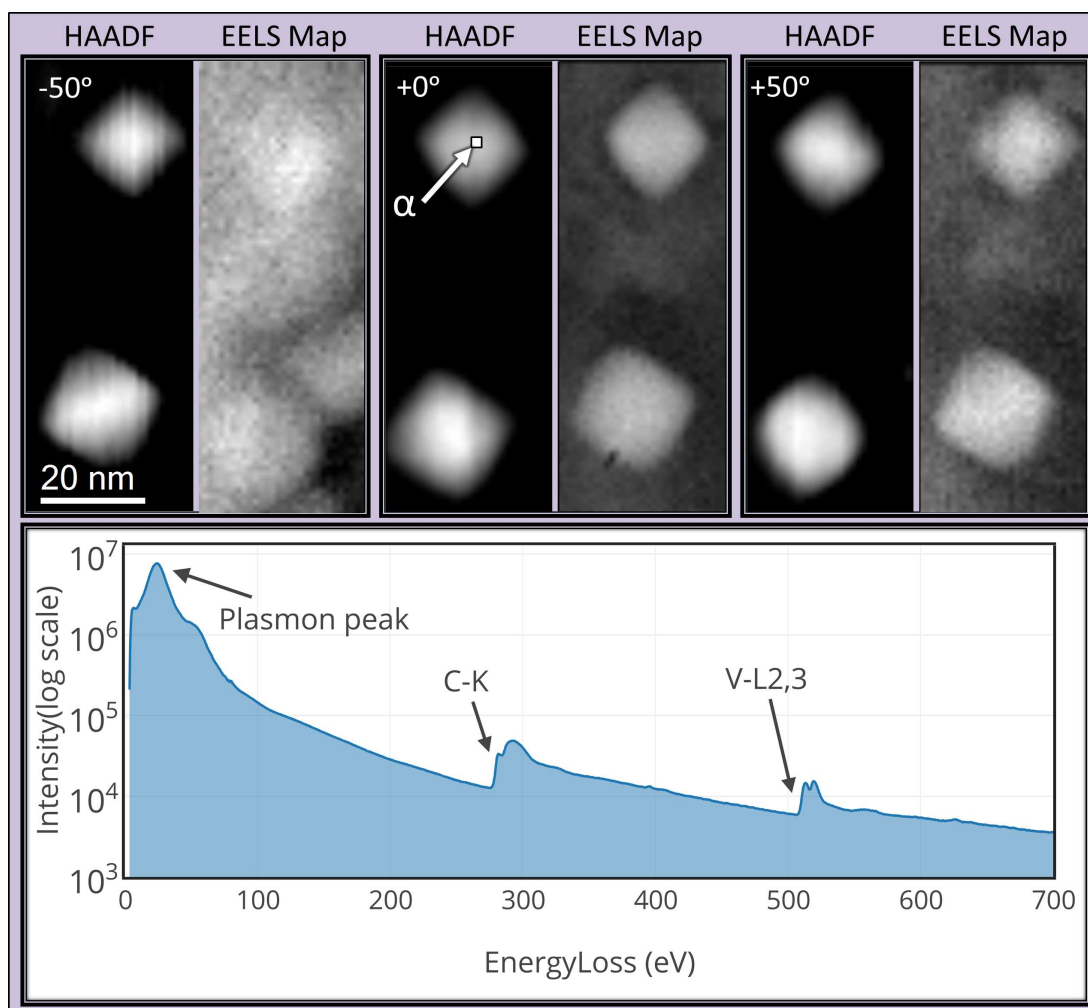 HAADF EELS Map HAADF EELS Map HAADF EELS Map
-50º +0º +50º
α
20 nm
Intensity(log scale)
10⁷
10⁶
10⁵
10⁴
10³
Plasmon peak
C-K
V-L2,3
0 100 200 300 400 500 600 700
EnergyLoss (eV)